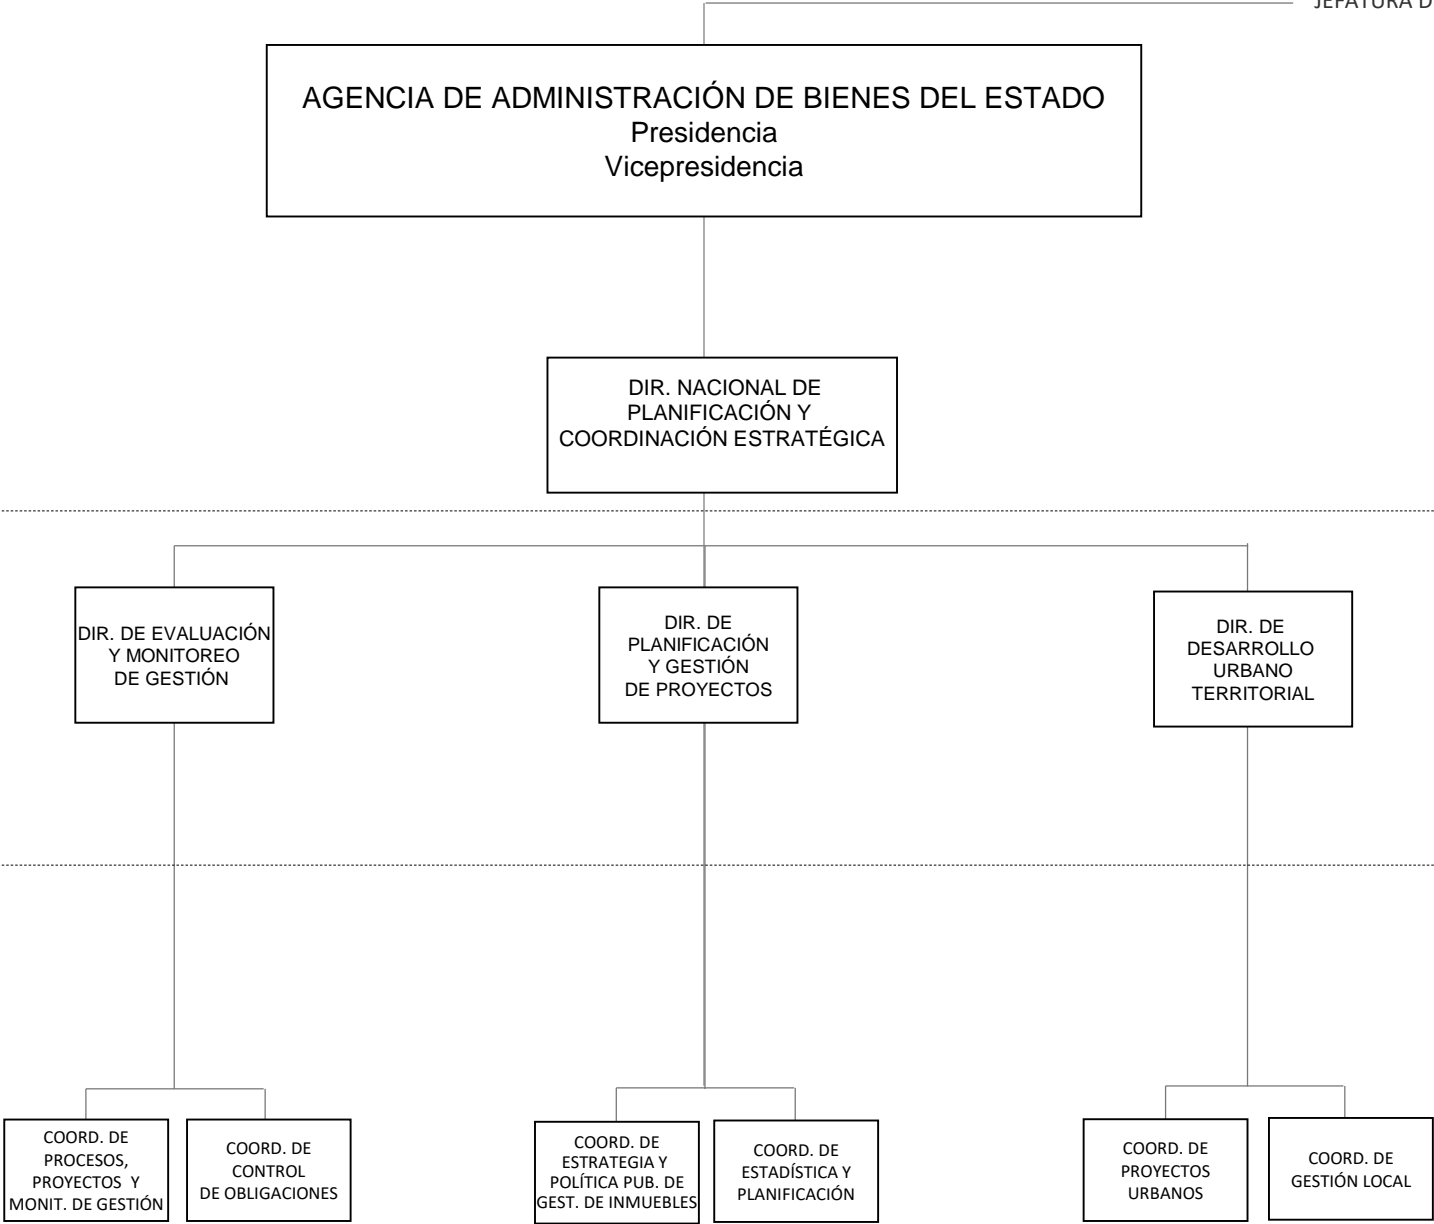 JEFATURA D
AGENCIA DE ADMINISTRACIÓN DE BIENES DEL ESTADO
Presidencia
Vicepresidencia
DIR. NACIONAL DE
PLANIFICACIÓN Y
COORDINACIÓN ESTRATÉGICA
DIR. DE EVALUACIÓN
Y MONITOREO
DE GESTIÓN
DIR. DE
PLANIFICACIÓN
Y GESTIÓN
DE PROYECTOS
DIR. DE
DESARROLLO
URBANO
TERRITORIAL
COORD. DE
PROCESOS,
PROYECTOS Y
MONIT. DE GESTIÓN
COORD. DE
CONTROL
DE OBLIGACIONES
COORD. DE
ESTRATEGIA Y
POLÍTICA PUB. DE
GEST. DE INMUEBLES
COORD. DE
ESTADÍSTICA Y
PLANIFICACIÓN
COORD. DE
PROYECTOS
URBANOS
COORD. DE
GESTIÓN LOCAL